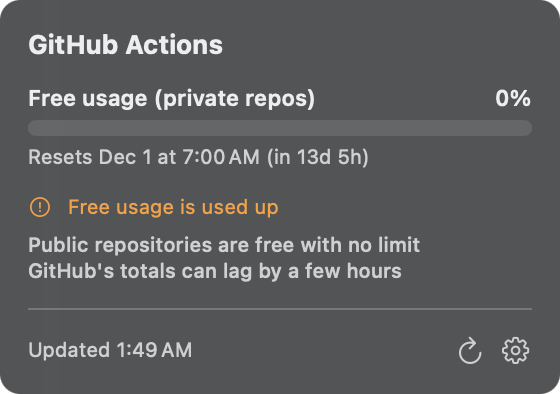 GitHub Actions
Free usage (private repos) 0%
Resets Dec 1 at 7:00 AM (in 13d 5h)
Free usage is used up
Public repositories are free with no limit
GitHub's totals can lag by a few hours
Updated 1:49 AM